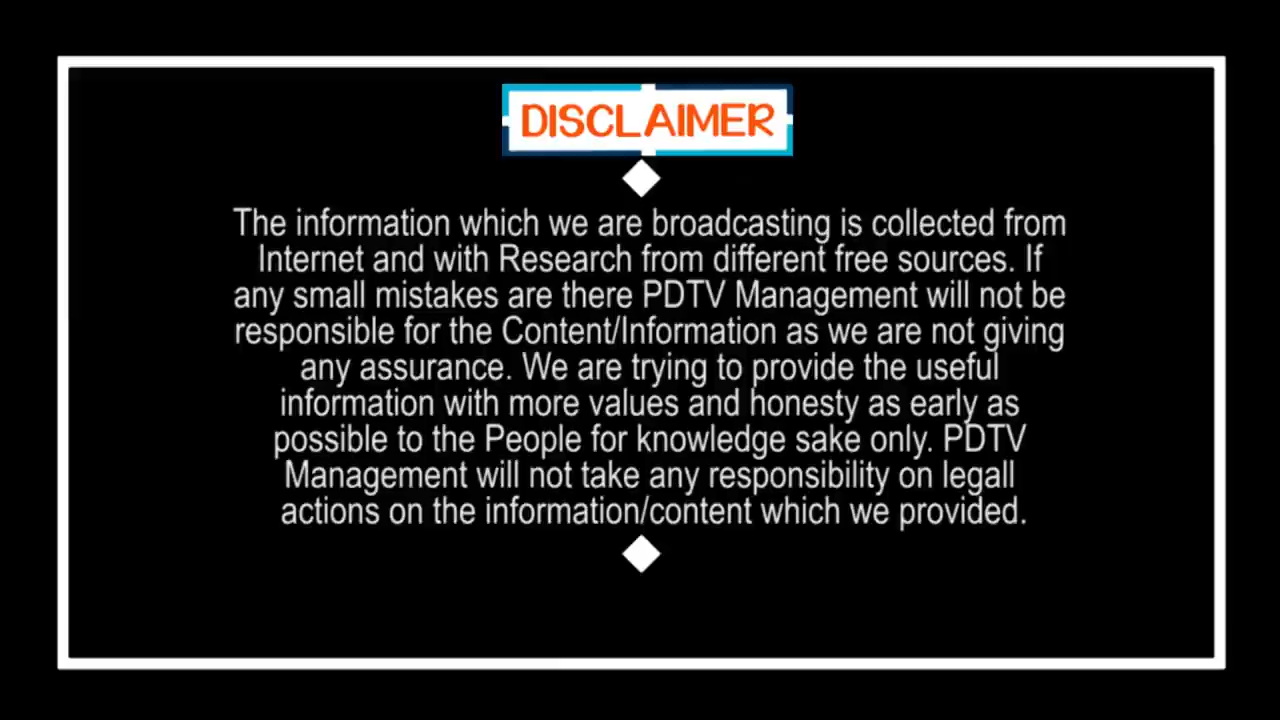 DISCLAIMER
The information which we are broadcasting is collected from
Internet and with Research from different free sources. If
any small mistakes are there PDTV Management will not be
responsible for the Content/Information as we are not giving
any assurance. We are trying to provide the useful
information with more values and honesty as early as
possible to the People for knowledge sake only. PDTV
Management will not take any responsibility on legall
actions on the information/content which we provided.